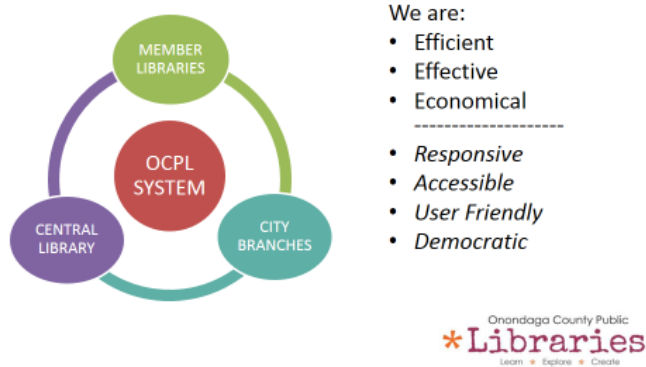 MEMBER
LIBRARIES
OCPL
SYSTEM
CENTRAL
LIBRARY
CITY
BRANCHES
We are:
• Efficient
• Effective
• Economical
--------------------
• Responsive
• Accessible
• User Friendly
• Democratic
Onondaga County Public
*Libraries
Learn * Explore * Create